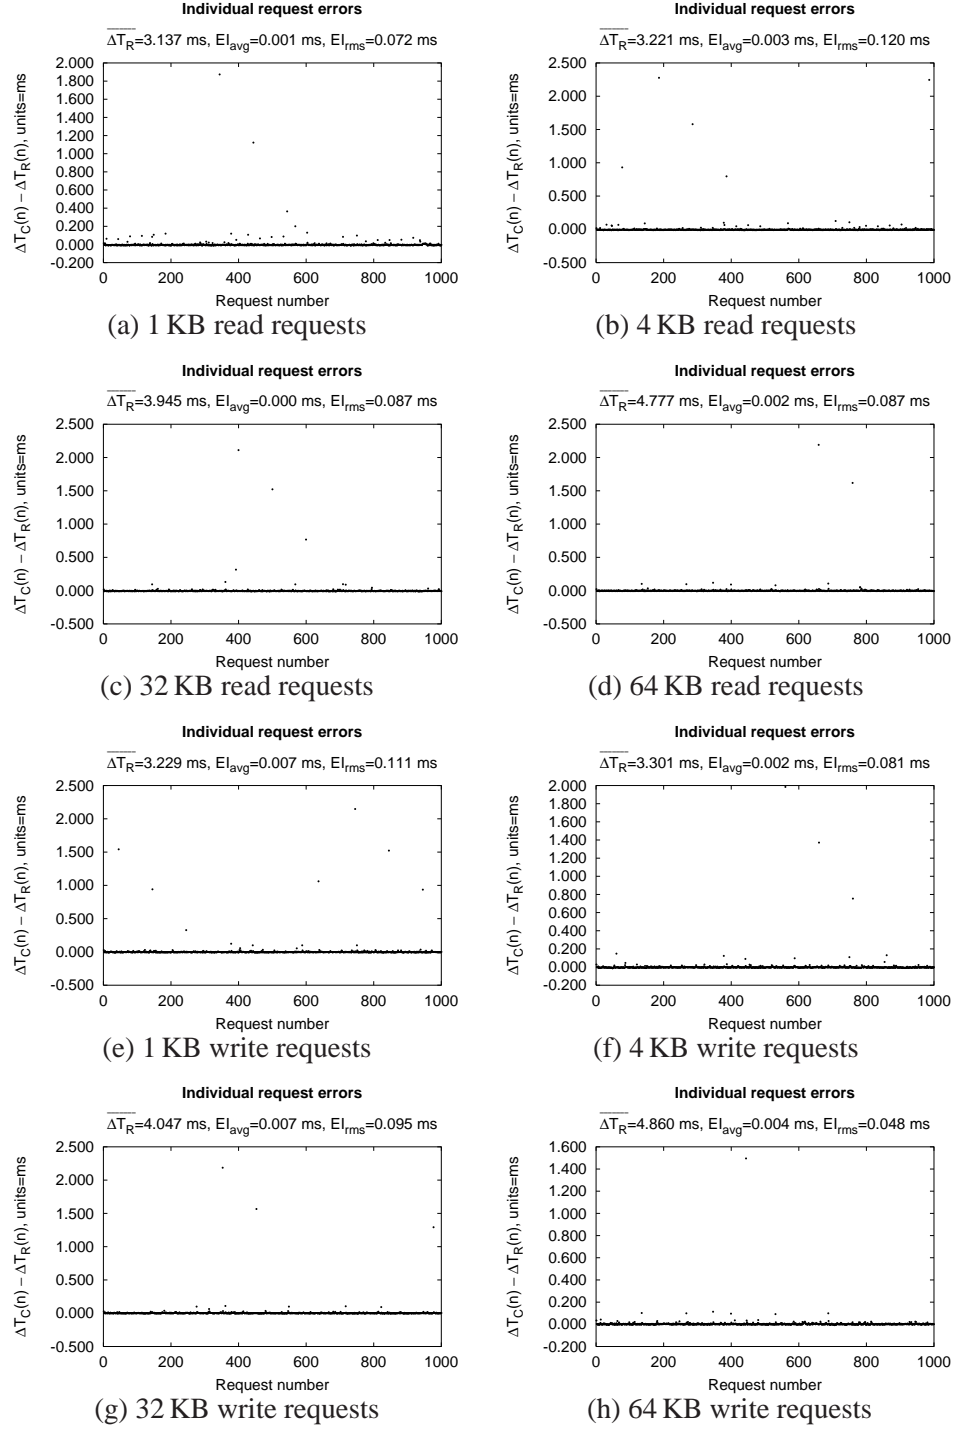 Individual request errors
ΔT_R=3.137 ms, EI_avg=0.001 ms, EI_rms=0.072 ms
ΔT_C(n) − ΔT_R(n), units=ms
2.000
1.800
1.600
1.400
1.200
1.000
0.800
0.600
0.400
0.200
0.000
-0.200
0 200 400 600 800 1000
Request number
(a) 1 KB read requests
Individual request errors
ΔT_R=3.221 ms, EI_avg=0.003 ms, EI_rms=0.120 ms
ΔT_C(n) − ΔT_R(n), units=ms
2.500
2.000
1.500
1.000
0.500
0.000
-0.500
0 200 400 600 800 1000
Request number
(b) 4 KB read requests
Individual request errors
ΔT_R=3.945 ms, EI_avg=0.000 ms, EI_rms=0.087 ms
ΔT_C(n) − ΔT_R(n), units=ms
2.500
2.000
1.500
1.000
0.500
0.000
-0.500
0 200 400 600 800 1000
Request number
(c) 32 KB read requests
Individual request errors
ΔT_R=4.777 ms, EI_avg=0.002 ms, EI_rms=0.087 ms
ΔT_C(n) − ΔT_R(n), units=ms
2.500
2.000
1.500
1.000
0.500
0.000
-0.500
0 200 400 600 800 1000
Request number
(d) 64 KB read requests
Individual request errors
ΔT_R=3.229 ms, EI_avg=0.007 ms, EI_rms=0.111 ms
ΔT_C(n) − ΔT_R(n), units=ms
2.500
2.000
1.500
1.000
0.500
0.000
-0.500
0 200 400 600 800 1000
Request number
(e) 1 KB write requests
Individual request errors
ΔT_R=3.301 ms, EI_avg=0.002 ms, EI_rms=0.081 ms
ΔT_C(n) − ΔT_R(n), units=ms
2.000
1.800
1.600
1.400
1.200
1.000
0.800
0.600
0.400
0.200
0.000
-0.200
0 200 400 600 800 1000
Request number
(f) 4 KB write requests
Individual request errors
ΔT_R=4.047 ms, EI_avg=0.007 ms, EI_rms=0.095 ms
ΔT_C(n) − ΔT_R(n), units=ms
2.500
2.000
1.500
1.000
0.500
0.000
-0.500
0 200 400 600 800 1000
Request number
(g) 32 KB write requests
Individual request errors
ΔT_R=4.860 ms, EI_avg=0.004 ms, EI_rms=0.048 ms
ΔT_C(n) − ΔT_R(n), units=ms
1.600
1.400
1.200
1.000
0.800
0.600
0.400
0.200
0.000
-0.200
0 200 400 600 800 1000
Request number
(h) 64 KB write requests